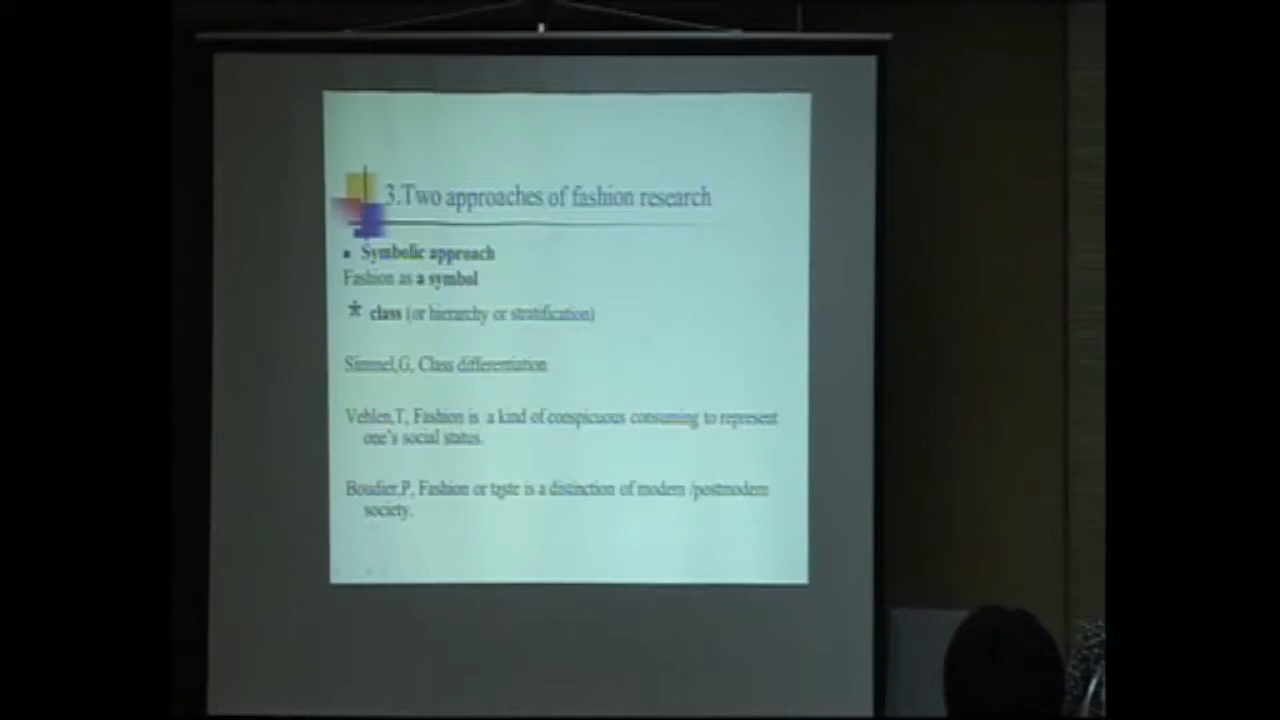 3.Two approaches of fashion research
▪ Symbolic approach
Fashion as a symbol
* class (or hierarchy or stratification)
Simmel,G, Class differentiation
Veblen,T, Fashion is a kind of conspicuous consuming to represent
one's social status.
Boudier,P, Fashion or taste is a distinction of modern /postmodern
society.